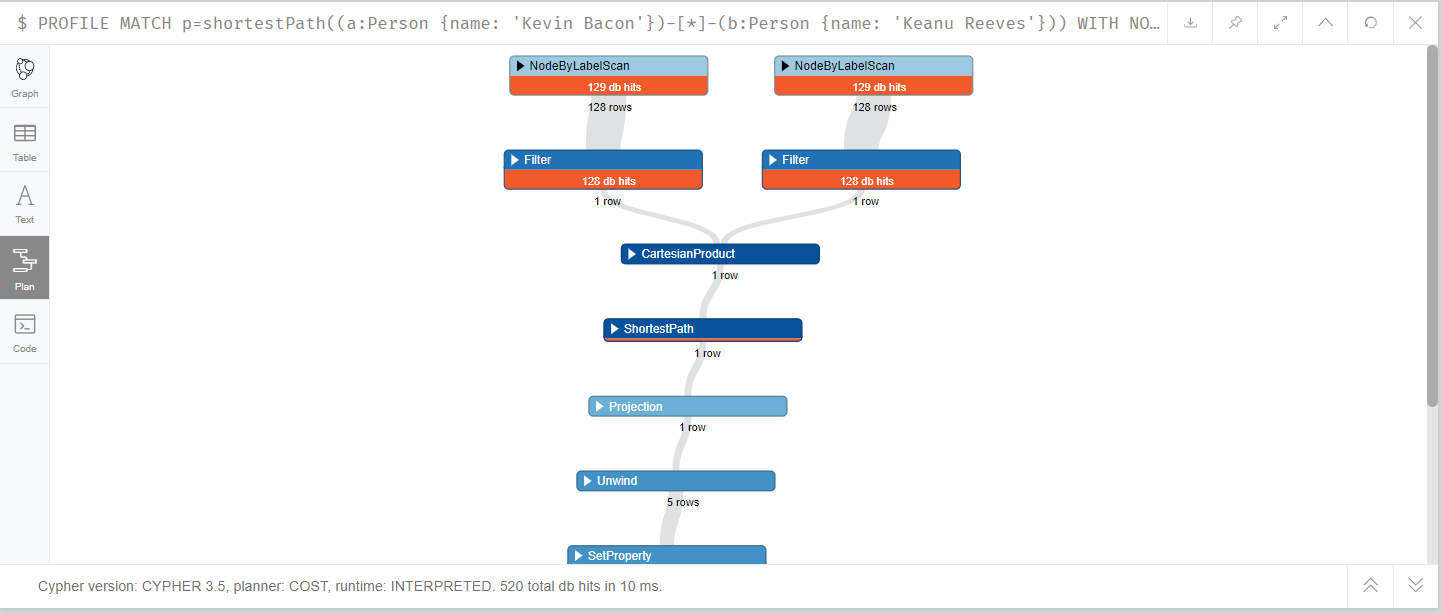 $ PROFILE MATCH p=shortestPath((a:Person {name: 'Kevin Bacon'})-[*]-(b:Person {name: 'Keanu Reeves'})) WITH NO…
Graph
Table
Text
Plan
Code
NodeByLabelScan
129 db hits
128 rows
NodeByLabelScan
129 db hits
128 rows
Filter
128 db hits
1 row
Filter
128 db hits
1 row
CartesianProduct
1 row
ShortestPath
1 row
Projection
1 row
Unwind
5 rows
SetProperty
Cypher version: CYPHER 3.5, planner: COST, runtime: INTERPRETED. 520 total db hits in 10 ms.